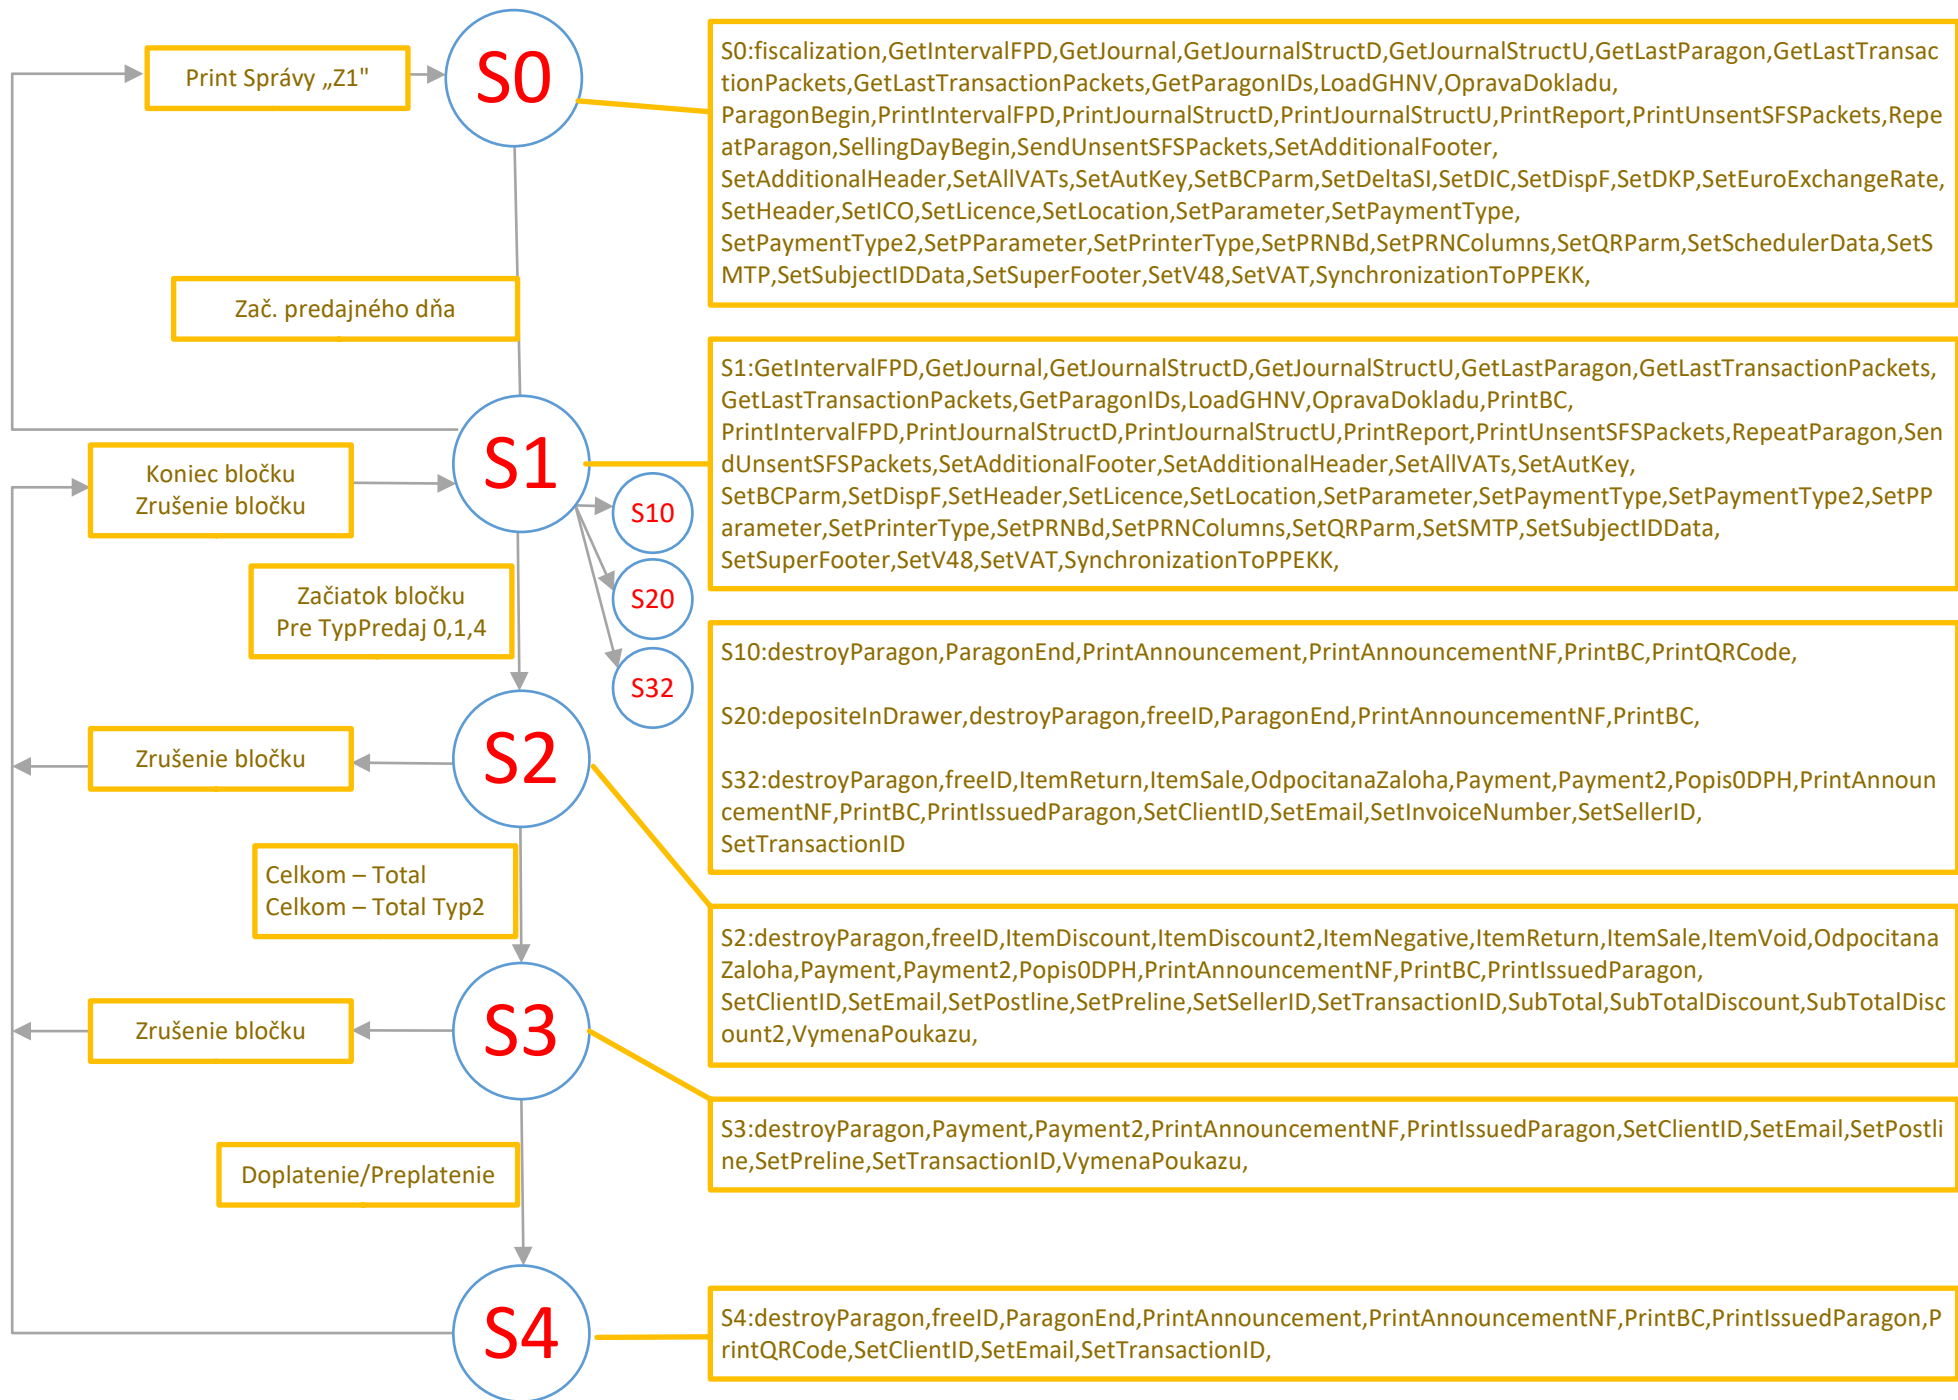 Print Správy „Z1"
S0
S0:fiscalization,GetIntervalFPD,GetJournal,GetJournalStructD,GetJournalStructU,GetLastParagon,GetLastTransac
tionPackets,GetLastTransactionPackets,GetParagonIDs,LoadGHNV,OpravaDokladu,
ParagonBegin,PrintIntervalFPD,PrintJournalStructD,PrintJournalStructU,PrintReport,PrintUnsentSFSPackets,Repe
atParagon,SellingDayBegin,SendUnsentSFSPackets,SetAdditionalFooter,
SetAdditionalHeader,SetAllVATs,SetAutKey,SetBCParm,SetDeltaSI,SetDIC,SetDispF,SetDKP,SetEuroExchangeRate,
SetHeader,SetICO,SetLicence,SetLocation,SetParameter,SetPaymentType,
SetPaymentType2,SetPParameter,SetPrinterType,SetPRNBd,SetPRNColumns,SetQRParm,SetSchedulerData,SetS
MTP,SetSubjectIDData,SetSuperFooter,SetV48,SetVAT,SynchronizationToPPEKK,
Zač. predajného dňa
S1
S1:GetIntervalFPD,GetJournal,GetJournalStructD,GetJournalStructU,GetLastParagon,GetLastTransactionPackets,
GetLastTransactionPackets,GetParagonIDs,LoadGHNV,OpravaDokladu,PrintBC,
PrintIntervalFPD,PrintJournalStructD,PrintJournalStructU,PrintReport,PrintUnsentSFSPackets,RepeatParagon,Sen
dUnsentSFSPackets,SetAdditionalFooter,SetAdditionalHeader,SetAllVATs,SetAutKey,
SetBCParm,SetDispF,SetHeader,SetLicence,SetLocation,SetParameter,SetPaymentType,SetPaymentType2,SetPP
arameter,SetPrinterType,SetPRNBd,SetPRNColumns,SetQRParm,SetSMTP,SetSubjectIDData,
SetSuperFooter,SetV48,SetVAT,SynchronizationToPPEKK,
Koniec bločku
Zrušenie bločku
S10
S20
S32
Začiatok bločku
Pre TypPredaj 0,1,4
S10:destroyParagon,ParagonEnd,PrintAnnouncement,PrintAnnouncementNF,PrintBC,PrintQRCode,
S20:depositeInDrawer,destroyParagon,freeID,ParagonEnd,PrintAnnouncementNF,PrintBC,
S32:destroyParagon,freeID,ItemReturn,ItemSale,OdpocitanaZaloha,Payment,Payment2,Popis0DPH,PrintAnnoun
cementNF,PrintBC,PrintIssuedParagon,SetClientID,SetEmail,SetInvoiceNumber,SetSellerID,
SetTransactionID
S2
Zrušenie bločku
Celkom – Total
Celkom – Total Typ2
S2:destroyParagon,freeID,ItemDiscount,ItemDiscount2,ItemNegative,ItemReturn,ItemSale,ItemVoid,Odpocitana
Zaloha,Payment,Payment2,Popis0DPH,PrintAnnouncementNF,PrintBC,PrintIssuedParagon,
SetClientID,SetEmail,SetPostline,SetPreline,SetSellerID,SetTransactionID,SubTotal,SubTotalDiscount,SubTotalDisc
ount2,VymenaPoukazu,
S3
Zrušenie bločku
S3:destroyParagon,Payment,Payment2,PrintAnnouncementNF,PrintIssuedParagon,SetClientID,SetEmail,SetPostli
ne,SetPreline,SetTransactionID,VymenaPoukazu,
Doplatenie/Preplatenie
S4
S4:destroyParagon,freeID,ParagonEnd,PrintAnnouncement,PrintAnnouncementNF,PrintBC,PrintIssuedParagon,P
rintQRCode,SetClientID,SetEmail,SetTransactionID,